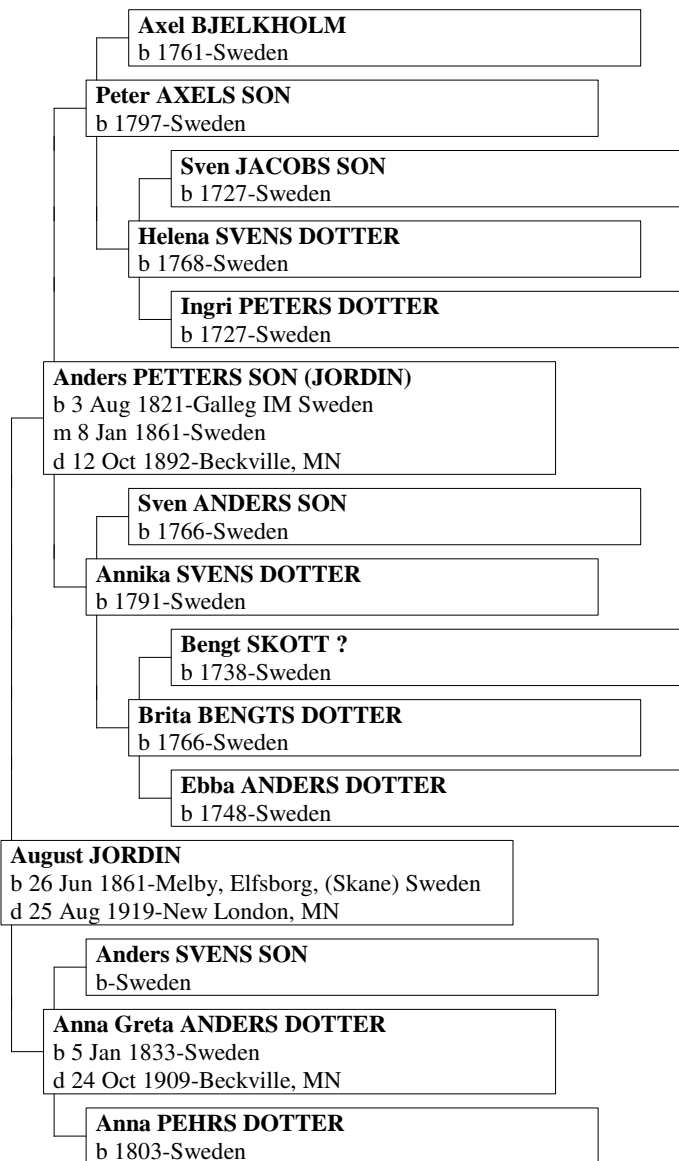 Axel BJELKHOLM
b 1761-Sweden
Peter AXELS SON
b 1797-Sweden
Sven JACOBS SON
b 1727-Sweden
Helena SVENS DOTTER
b 1768-Sweden
Ingri PETERS DOTTER
b 1727-Sweden
Anders PETTERS SON (JORDIN)
b 3 Aug 1821-Galleg IM Sweden
m 8 Jan 1861-Sweden
d 12 Oct 1892-Beckville, MN
Sven ANDERS SON
b 1766-Sweden
Annika SVENS DOTTER
b 1791-Sweden
Bengt SKOTT ?
b 1738-Sweden
Brita BENGTS DOTTER
b 1766-Sweden
Ebba ANDERS DOTTER
b 1748-Sweden
August JORDIN
b 26 Jun 1861-Melby, Elfsborg, (Skane) Sweden
d 25 Aug 1919-New London, MN
Anders SVENS SON
b-Sweden
Anna Greta ANDERS DOTTER
b 5 Jan 1833-Sweden
d 24 Oct 1909-Beckville, MN
Anna PEHRS DOTTER
b 1803-Sweden